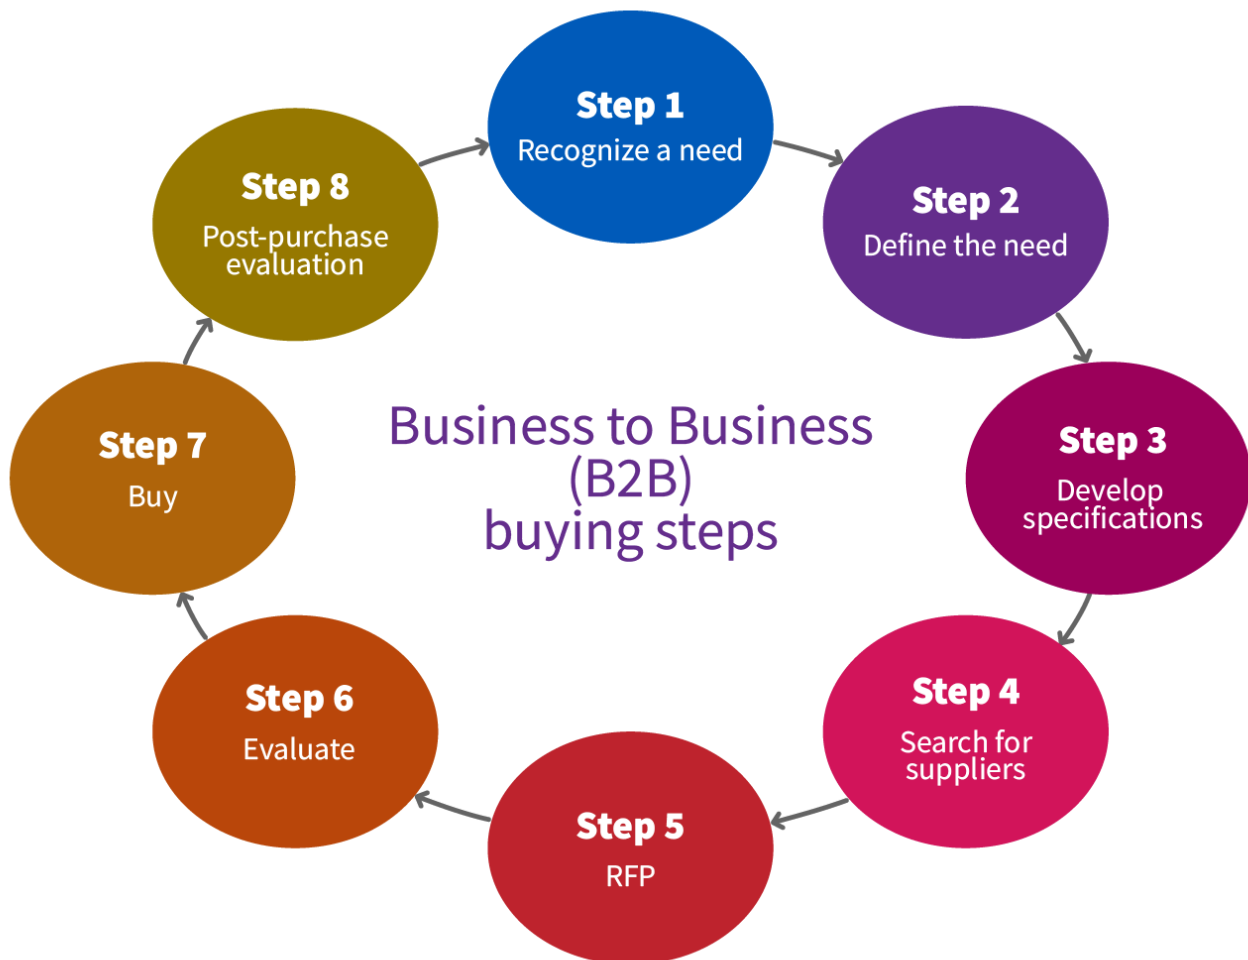 Step 1
Recognize a need
Step 2
Define the need
Step 3
Develop
specifications
Step 4
Search for
suppliers
Step 5
RFP
Step 6
Evaluate
Step 7
Buy
Step 8
Post-purchase
evaluation
Business to Business
(B2B)
buying steps